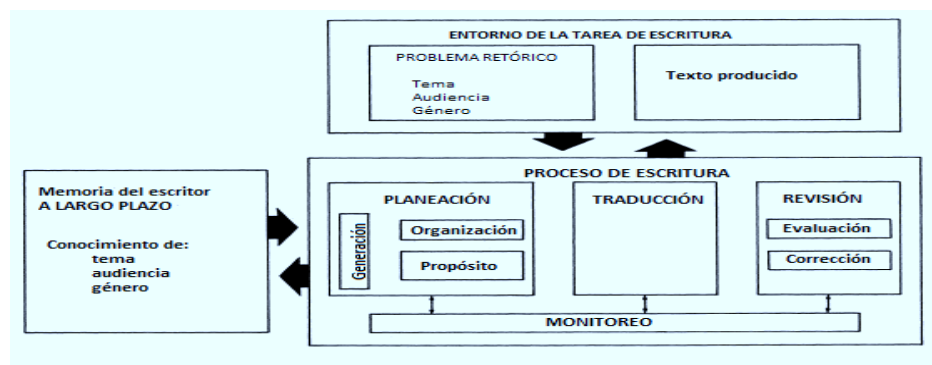 ENTORNO DE LA TAREA DE ESCRITURA
PROBLEMA RETÓRICO
Tema
Audiencia
Género
Texto producido
Memoria del escritor
A LARGO PLAZO
Conocimiento de:
tema
audiencia
género
PROCESO DE ESCRITURA
PLANEACIÓN
Generación
Organización
Propósito
TRADUCCIÓN
REVISIÓN
Evaluación
Corrección
MONITOREO